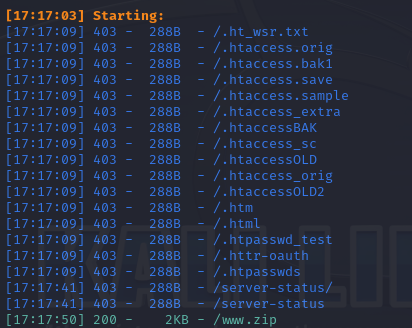 [17:17:03] Starting:
[17:17:09] 403 -  288B  - /.ht_wsr.txt
[17:17:09] 403 -  288B  - /.htaccess.orig
[17:17:09] 403 -  288B  - /.htaccess.bak1
[17:17:09] 403 -  288B  - /.htaccess.save
[17:17:09] 403 -  288B  - /.htaccess.sample
[17:17:09] 403 -  288B  - /.htaccess_extra
[17:17:09] 403 -  288B  - /.htaccessBAK
[17:17:09] 403 -  288B  - /.htaccess_sc
[17:17:09] 403 -  288B  - /.htaccessOLD
[17:17:09] 403 -  288B  - /.htaccess_orig
[17:17:09] 403 -  288B  - /.htaccessOLD2
[17:17:09] 403 -  288B  - /.htm
[17:17:09] 403 -  288B  - /.html
[17:17:09] 403 -  288B  - /.htpasswd_test
[17:17:09] 403 -  288B  - /.httr-oauth
[17:17:09] 403 -  288B  - /.htpasswds
[17:17:41] 403 -  288B  - /server-status/
[17:17:41] 403 -  288B  - /server-status
[17:17:50] 200 -    2KB - /www.zip